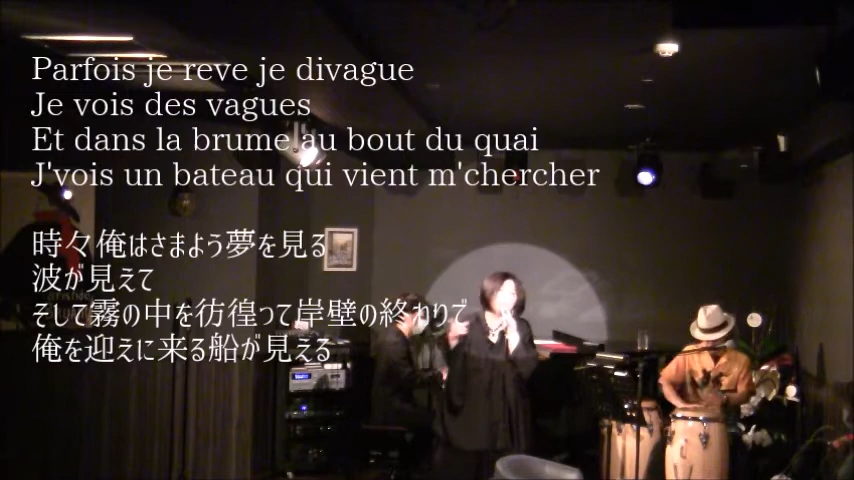 Parfois je reve je divague
Je vois des vagues
Et dans la brume au bout du quai
J'vois un bateau qui vient m'chercher
時々俺はさまよう夢を見る
波が見えて
そして霧の中を彷徨って岸壁の終わりで
俺を迎えに来る船が見える